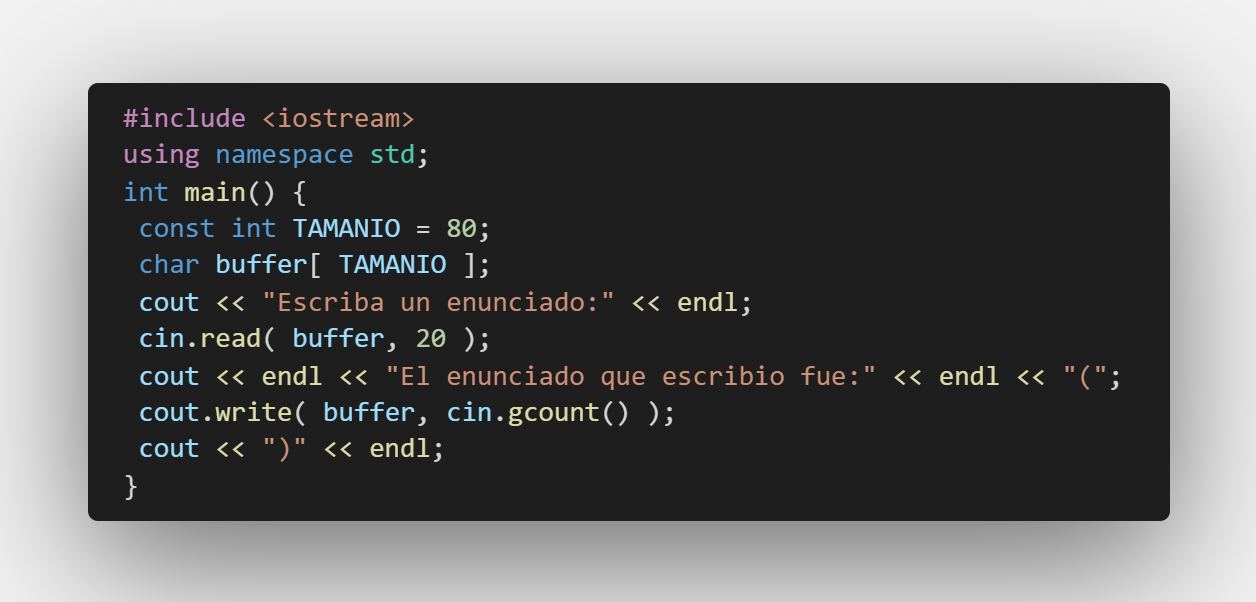 #include <iostream>
using namespace std;
int main() {
 const int TAMANIO = 80;
 char buffer[ TAMANIO ];
 cout << "Escriba un enunciado:" << endl;
 cin.read( buffer, 20 );
 cout << endl << "El enunciado que escribio fue:" << endl << "(";
 cout.write( buffer, cin.gcount() );
 cout << ")" << endl;
}